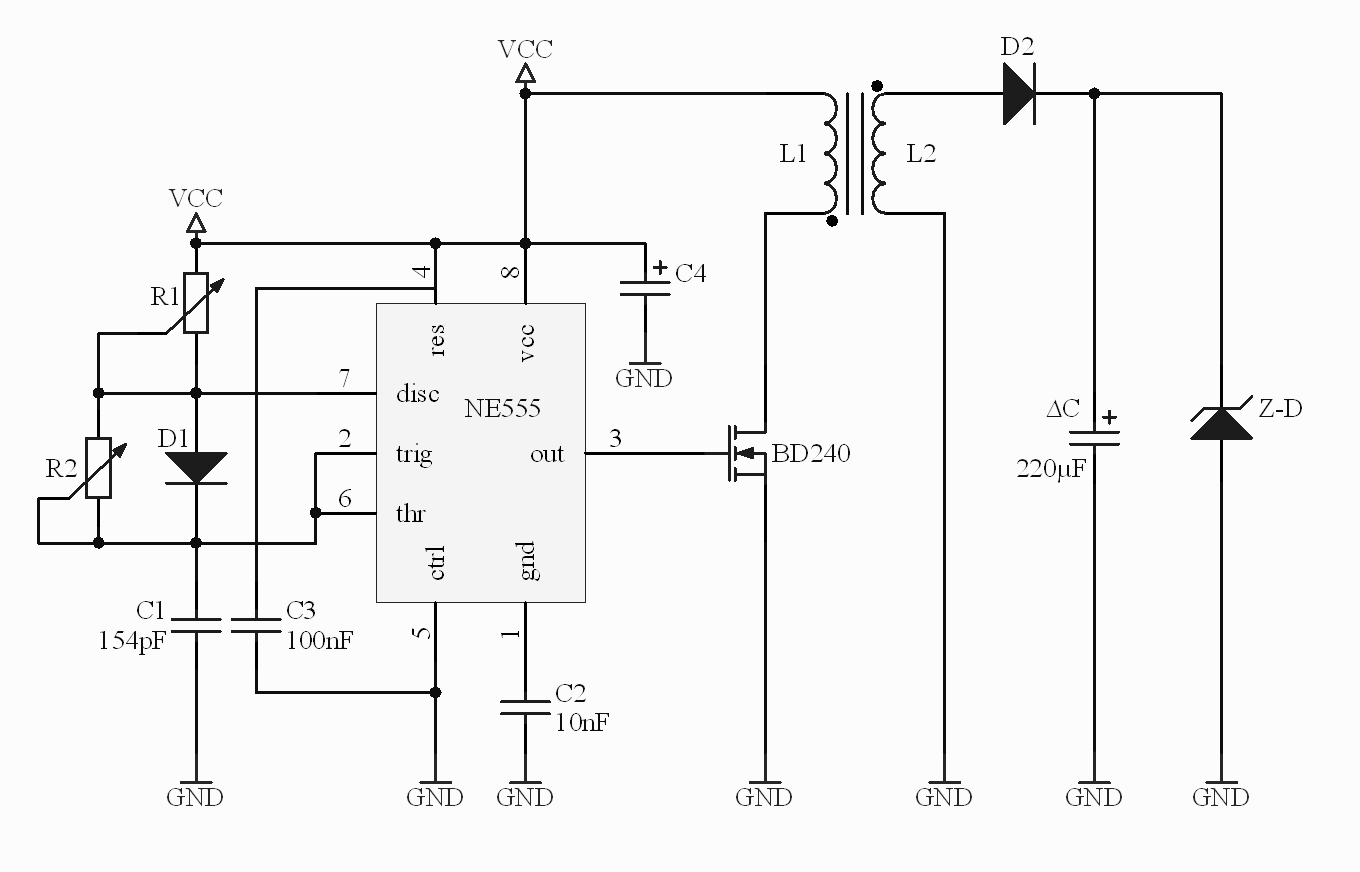 D2
VCC
L1
L2
VCC
4
8
+
C4
R1
res
vcc
GND
7
disc
NE555
ΔC
+
Z-D
D1
2
trig
out
3
BD240
R2
220µF
6
thr
ctrl
gnd
C1
154pF
C3
100nF
5
1
C2
10nF
GND
GND
GND
GND
GND
GND
GND